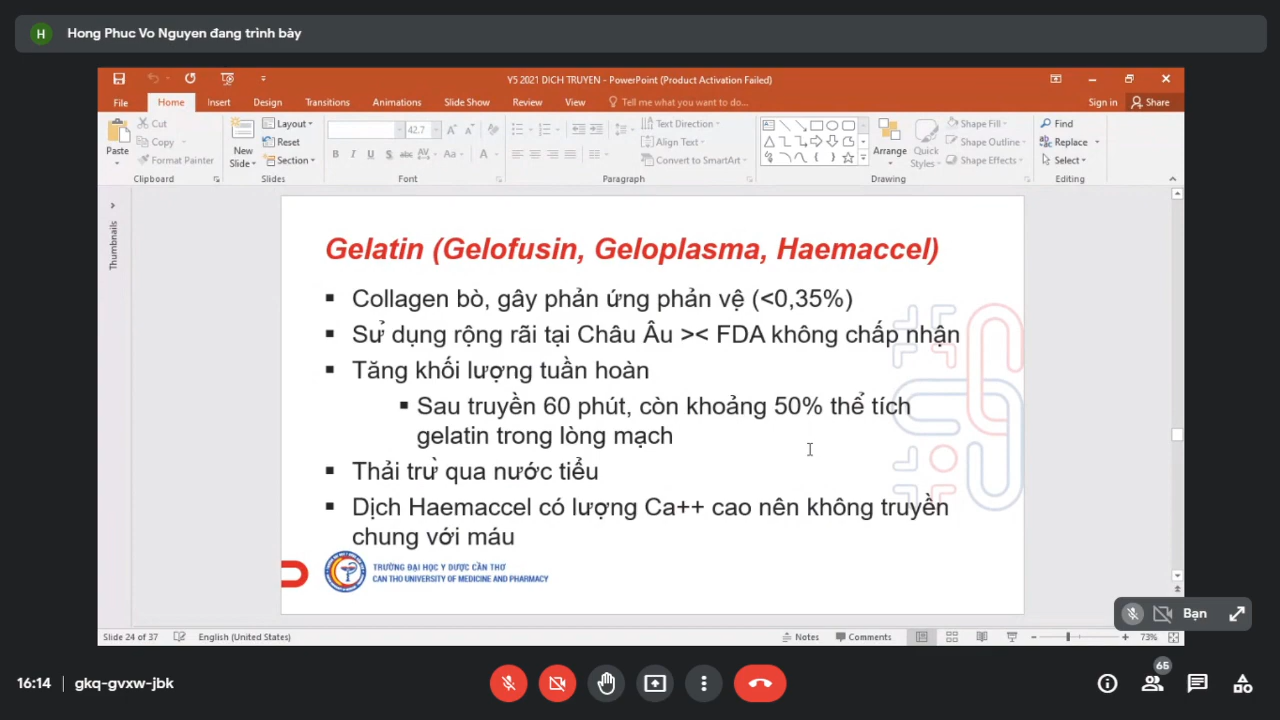 H Hong Phuc Vo Nguyen đang trình bày
Y5 2021 DICH TRUYEN - PowerPoint (Product Activation Failed)
File Home Insert Design Transitions Animations Slide Show Review View Tell me what you want to do... Sign in Share
Paste Cut Copy Format Painter
New Slide Layout Reset Section
42.7
B I U S abc AV Aa A
Text Direction Align Text Convert to SmartArt
Arrange Quick Styles Shape Fill Shape Outline Shape Effects
Find Replace Select
Clipboard Slides Font Paragraph Drawing Editing
Thumbnails
Gelatin (Gelofusin, Geloplasma, Haemaccel)
▪ Collagen bò, gây phản ứng phản vệ (<0,35%)
▪ Sử dụng rộng rãi tại Châu Âu >< FDA không chấp nhận
▪ Tăng khối lượng tuần hoàn
▪ Sau truyền 60 phút, còn khoảng 50% thể tích
gelatin trong lòng mạch
▪ Thải trừ qua nước tiểu
▪ Dịch Haemaccel có lượng Ca++ cao nên không truyền
chung với máu
TRƯỜNG ĐẠI HỌC Y DƯỢC CẦN THƠ
CAN THO UNIVERSITY OF MEDICINE AND PHARMACY
Bạn
Slide 24 of 37 English (United States) Notes Comments 73%
16:14 gkq-gvxw-jbk 65